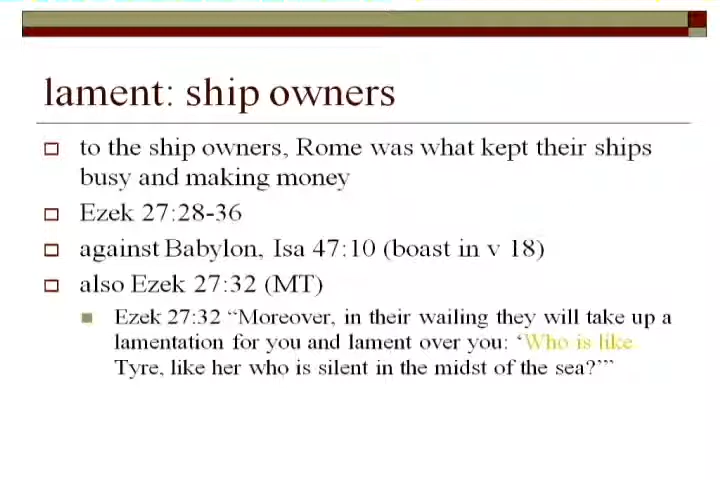 lament: ship owners
to the ship owners, Rome was what kept their ships
busy and making money
Ezek 27:28-36
against Babylon, Isa 47:10 (boast in v 18)
also Ezek 27:32 (MT)
Ezek 27:32 “Moreover, in their wailing they will take up a
lamentation for you and lament over you: ‘Who is like
Tyre, like her who is silent in the midst of the sea?’”